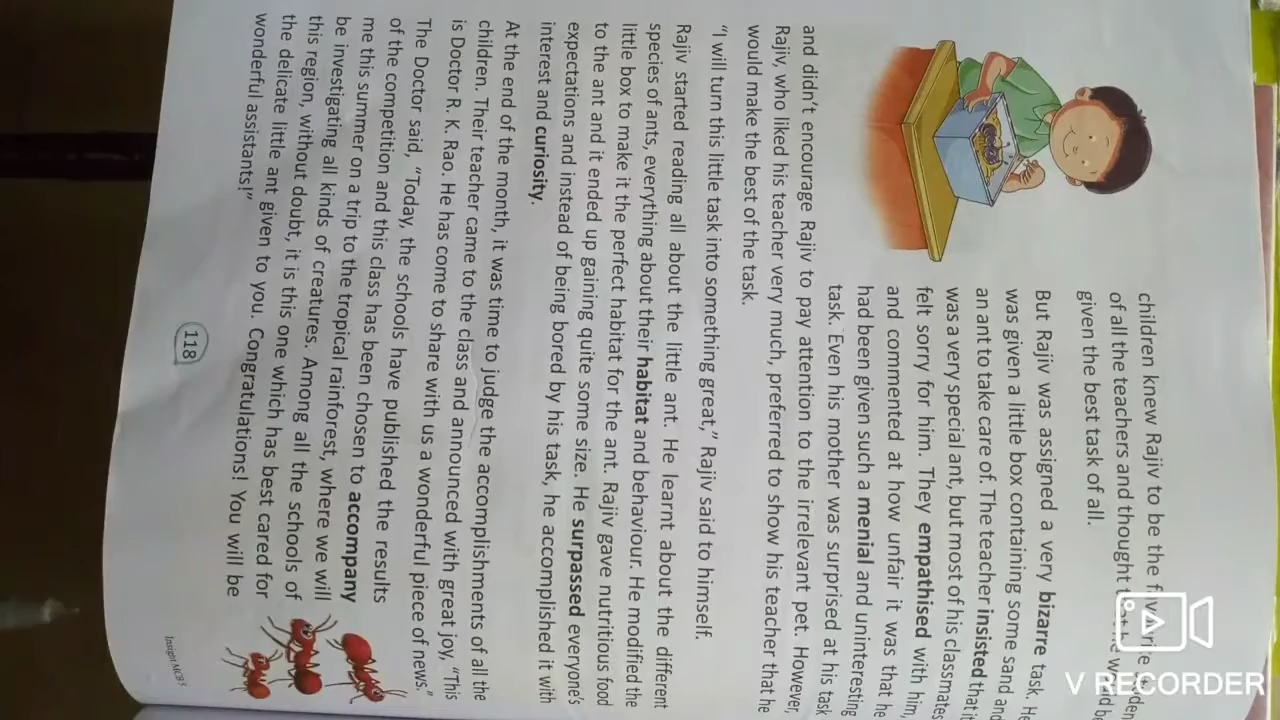 children knew Rajiv to be the
of all the teachers and thought
given the best task of all.
But Rajiv was assigned a very bizarre task. He
was given a little box containing some sand and
an ant to take care of. The teacher insisted that it
was a very special ant, but most of his classmates
felt sorry for him. They empathised with him,
and commented at how unfair it was that he
had been given such a menial and uninteresting
task. Even his mother was surprised at his task
and didn't encourage Rajiv to pay attention to the irrelevant pet. However,
Rajiv, who liked his teacher very much, preferred to show his teacher that he
would make the best of the task.
"I will turn this little task into something great," Rajiv said to himself.
Rajiv started reading all about the little ant. He learnt about the different
species of ants, everything about their habitat and behaviour. He modified the
little box to make it the perfect habitat for the ant. Rajiv gave nutritious food
to the ant and it ended up gaining quite some size. He surpassed everyone's
expectations and instead of being bored by his task, he accomplished it with
interest and curiosity.
At the end of the month, it was time to judge the accomplishments of all the
children. Their teacher came to the class and announced with great joy, "This
is Doctor R. K. Rao. He has come to share with us a wonderful piece of news."
The Doctor said, "Today, the schools have published the results
of the competition and this class has been chosen to accompany
me this summer on a trip to the tropical rainforest, where we will
be investigating all kinds of creatures. Among all the schools of
this region, without doubt, it is this one which has best cared for
the delicate little ant given to you. Congratulations! You will be
wonderful assistants!"
118
Insight MCB 5
V RECORDER